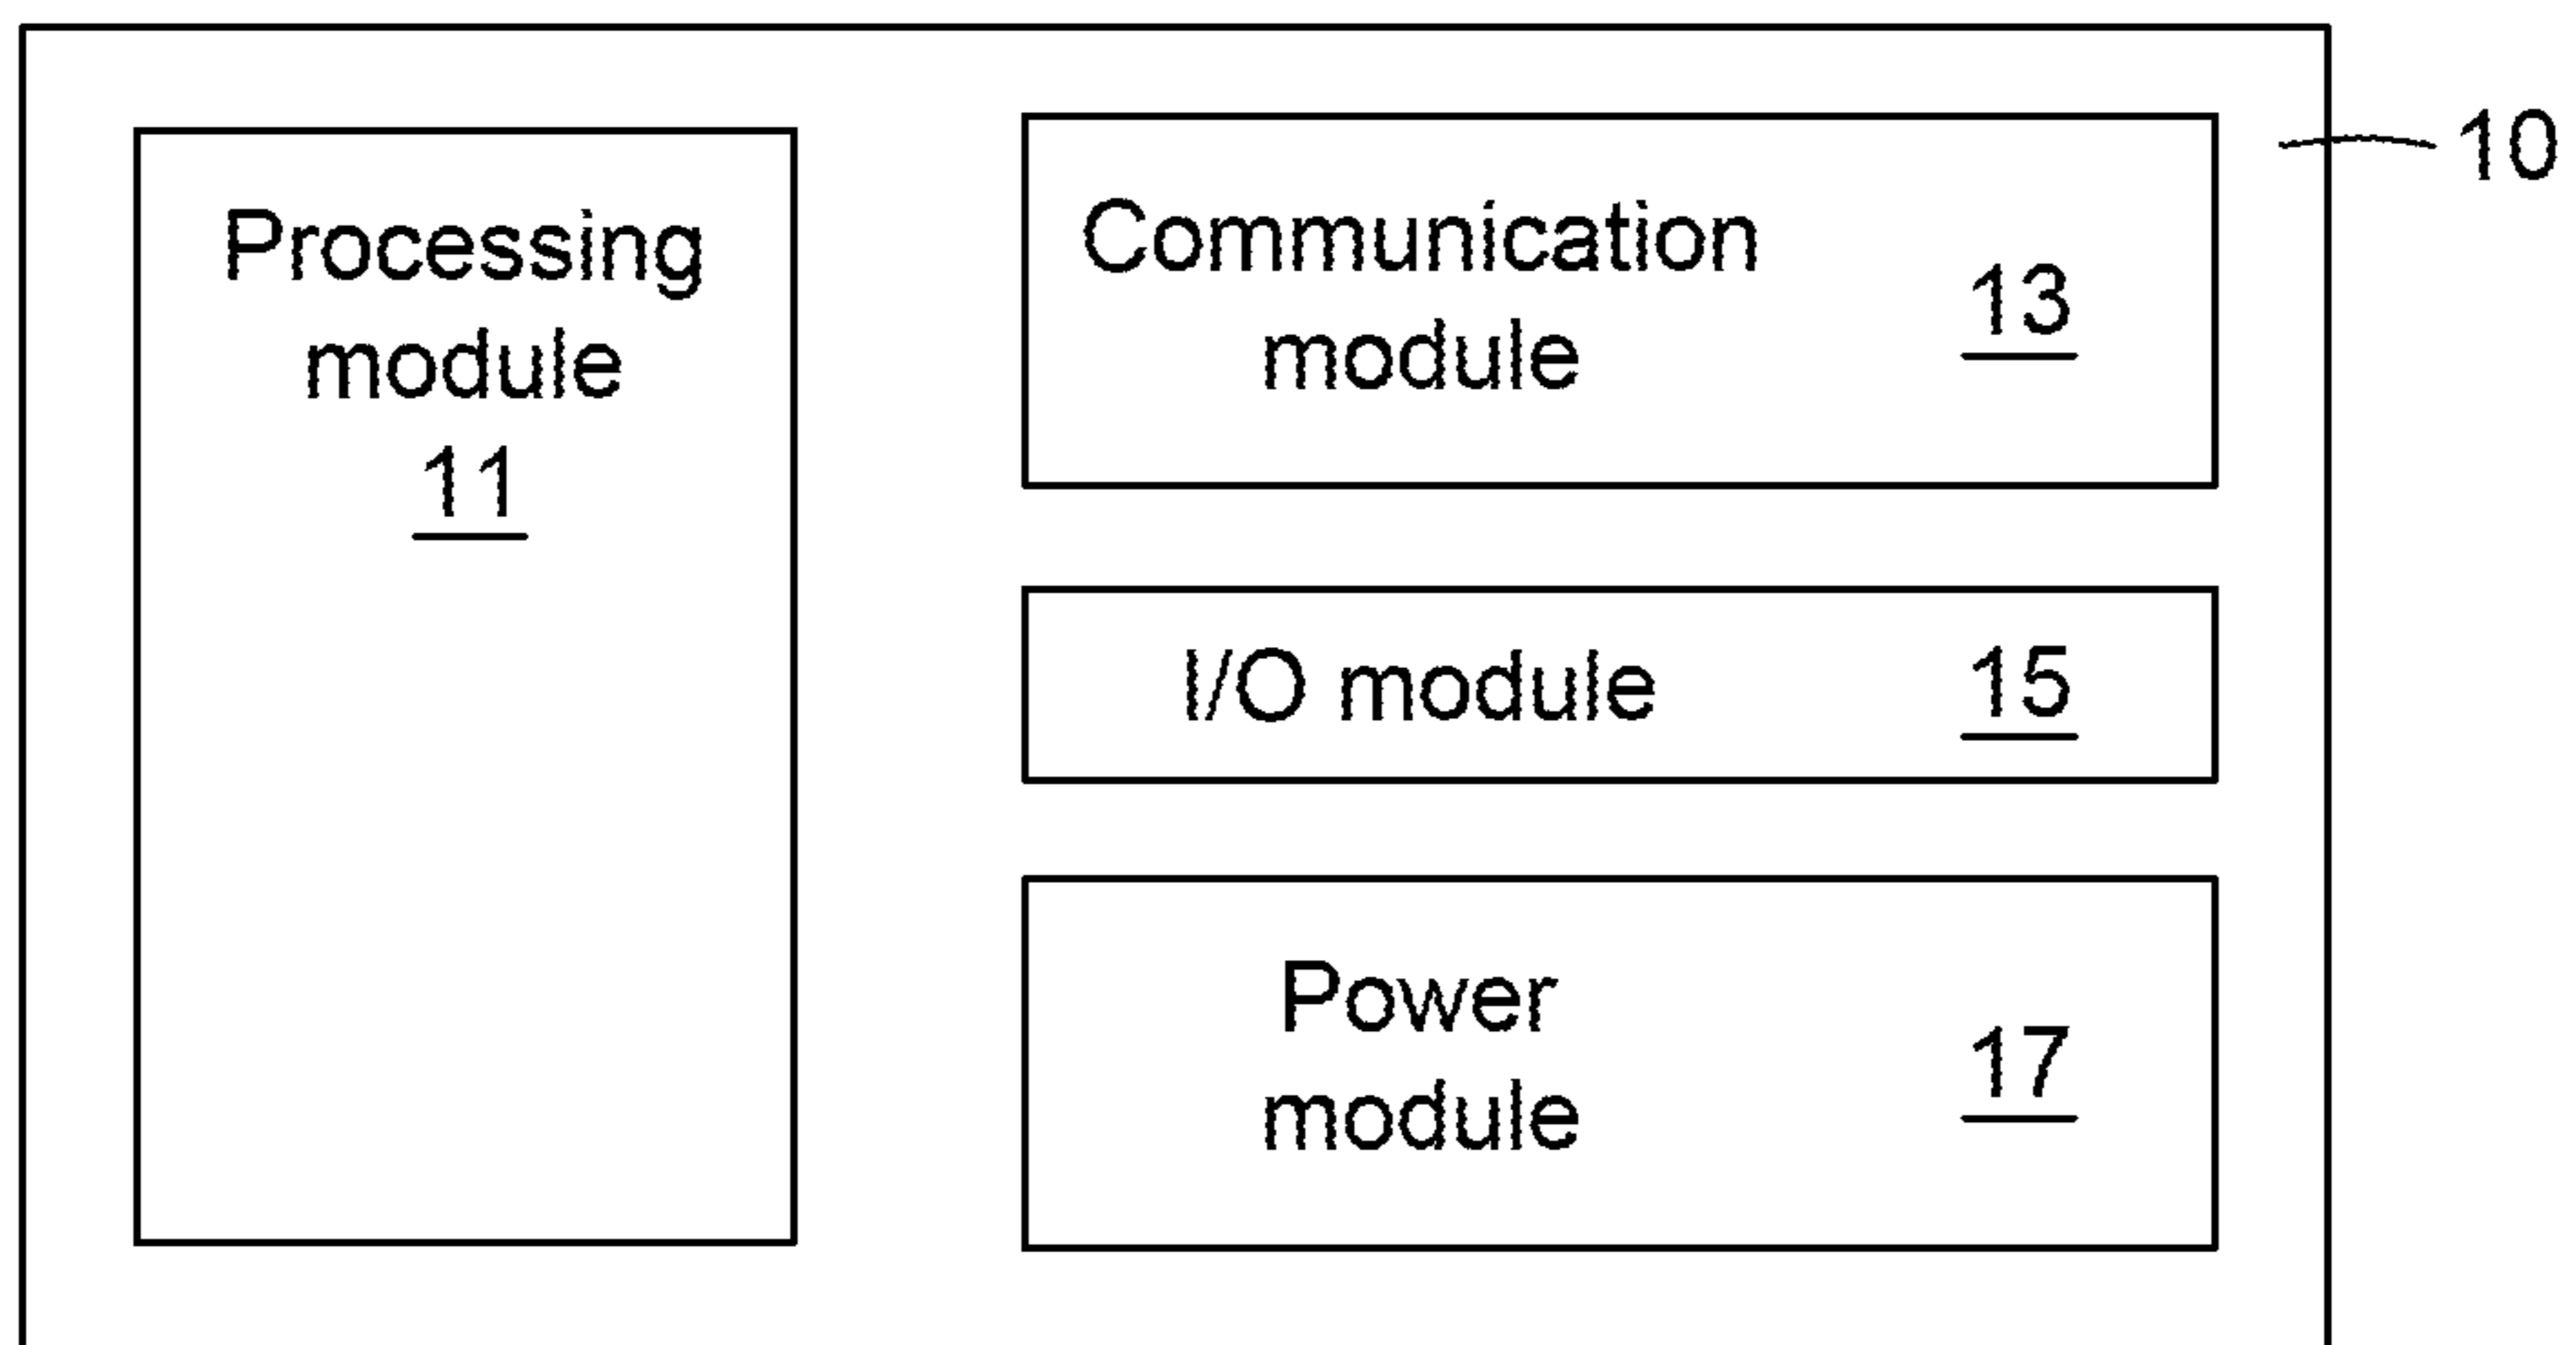 Processing
module
11
Communication
module
13
I/O module 15
Power
module
17
10